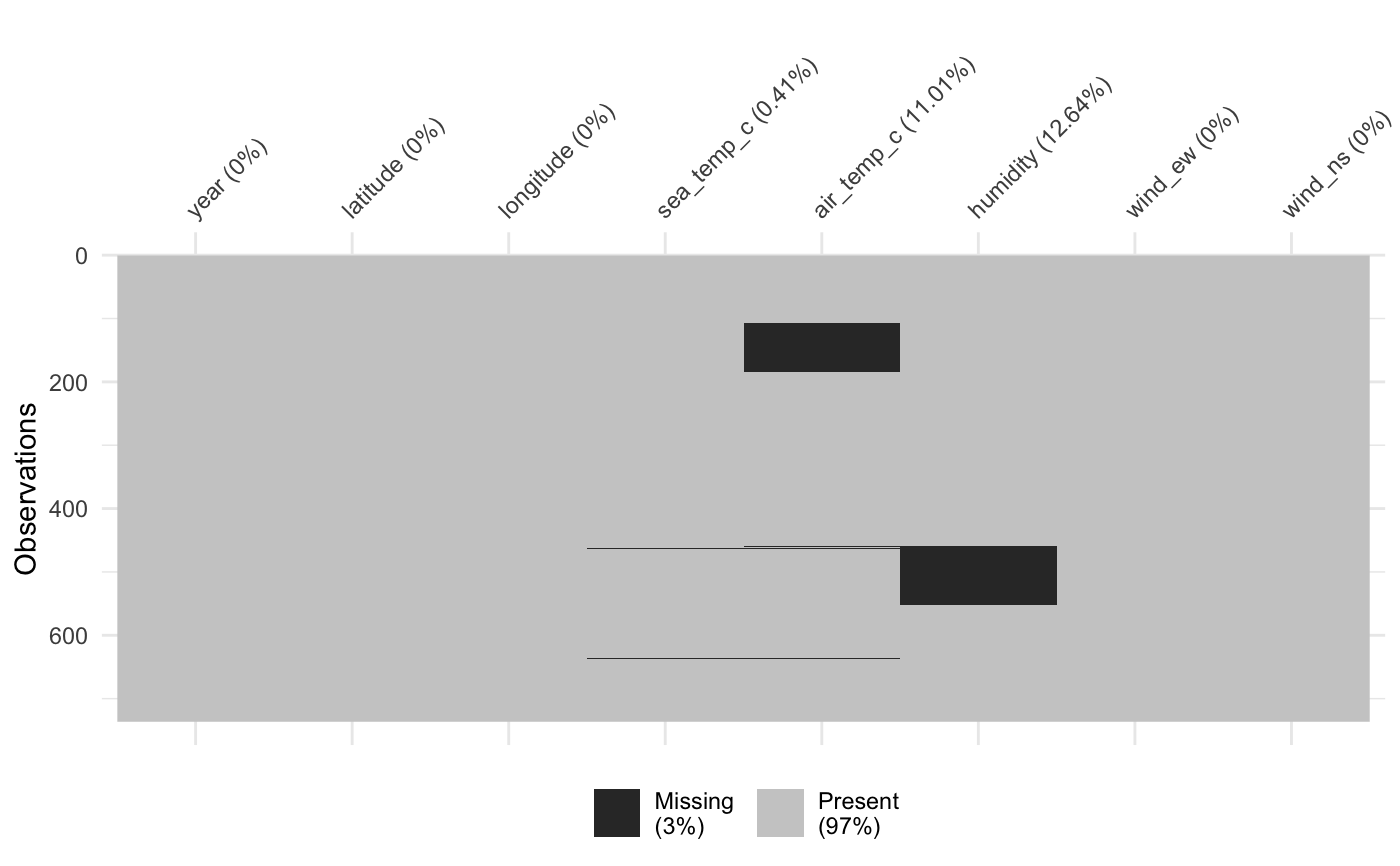 year (0%)
latitude (0%)
longitude (0%)
sea_temp_c (0.41%)
air_temp_c (11.01%)
humidity (12.64%)
wind_ew (0%)
wind_ns (0%)
0
200
400
600
Observations
Missing
(3%)
Present
(97%)